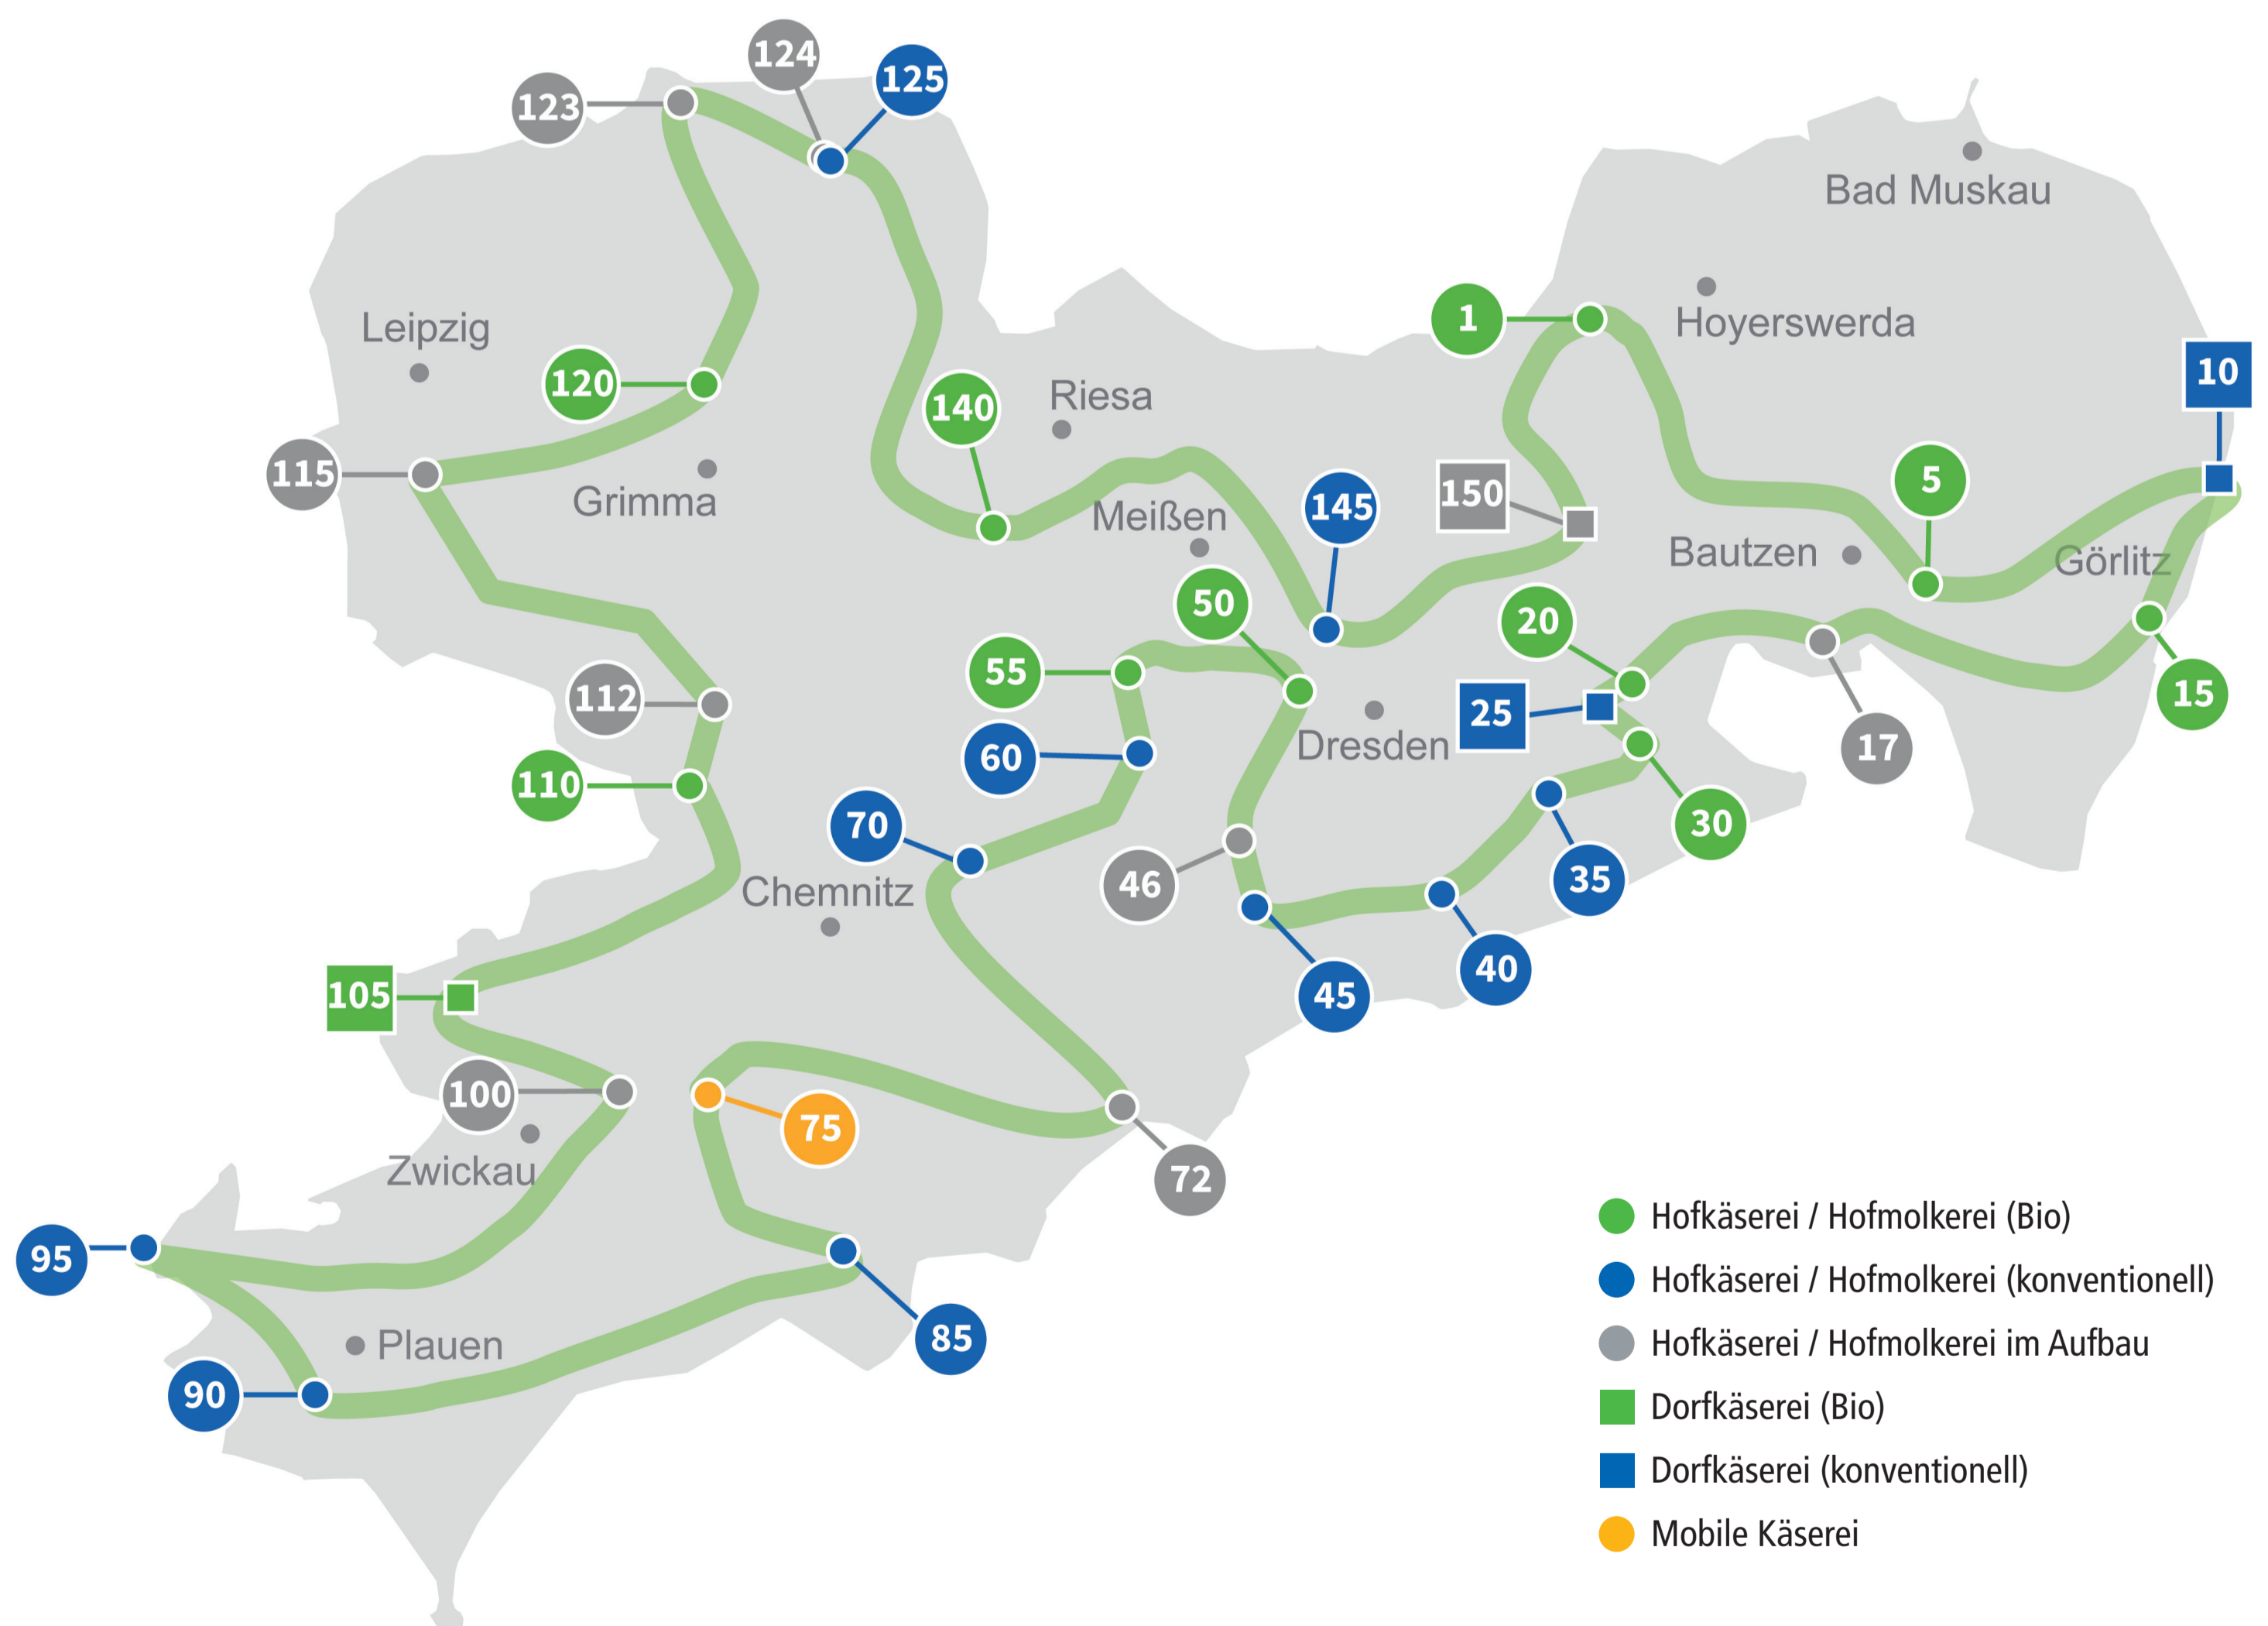 124
125
123
Bad Muskau
Hoyerswerda
1
Leipzig
10
120
140
Riesa
115
Grimma
Meißen
145
150
5
Bautzen
Görlitz
50
20
55
112
25
15
60
Dresden
17
110
70
30
46
35
Chemnitz
40
105
45
100
75
Zwickau
72
95
85
Plauen
90
Hofkäserei / Hofmolkerei (Bio)
Hofkäserei / Hofmolkerei (konventionell)
Hofkäserei / Hofmolkerei im Aufbau
Dorfkäserei (Bio)
Dorfkäserei (konventionell)
Mobile Käserei